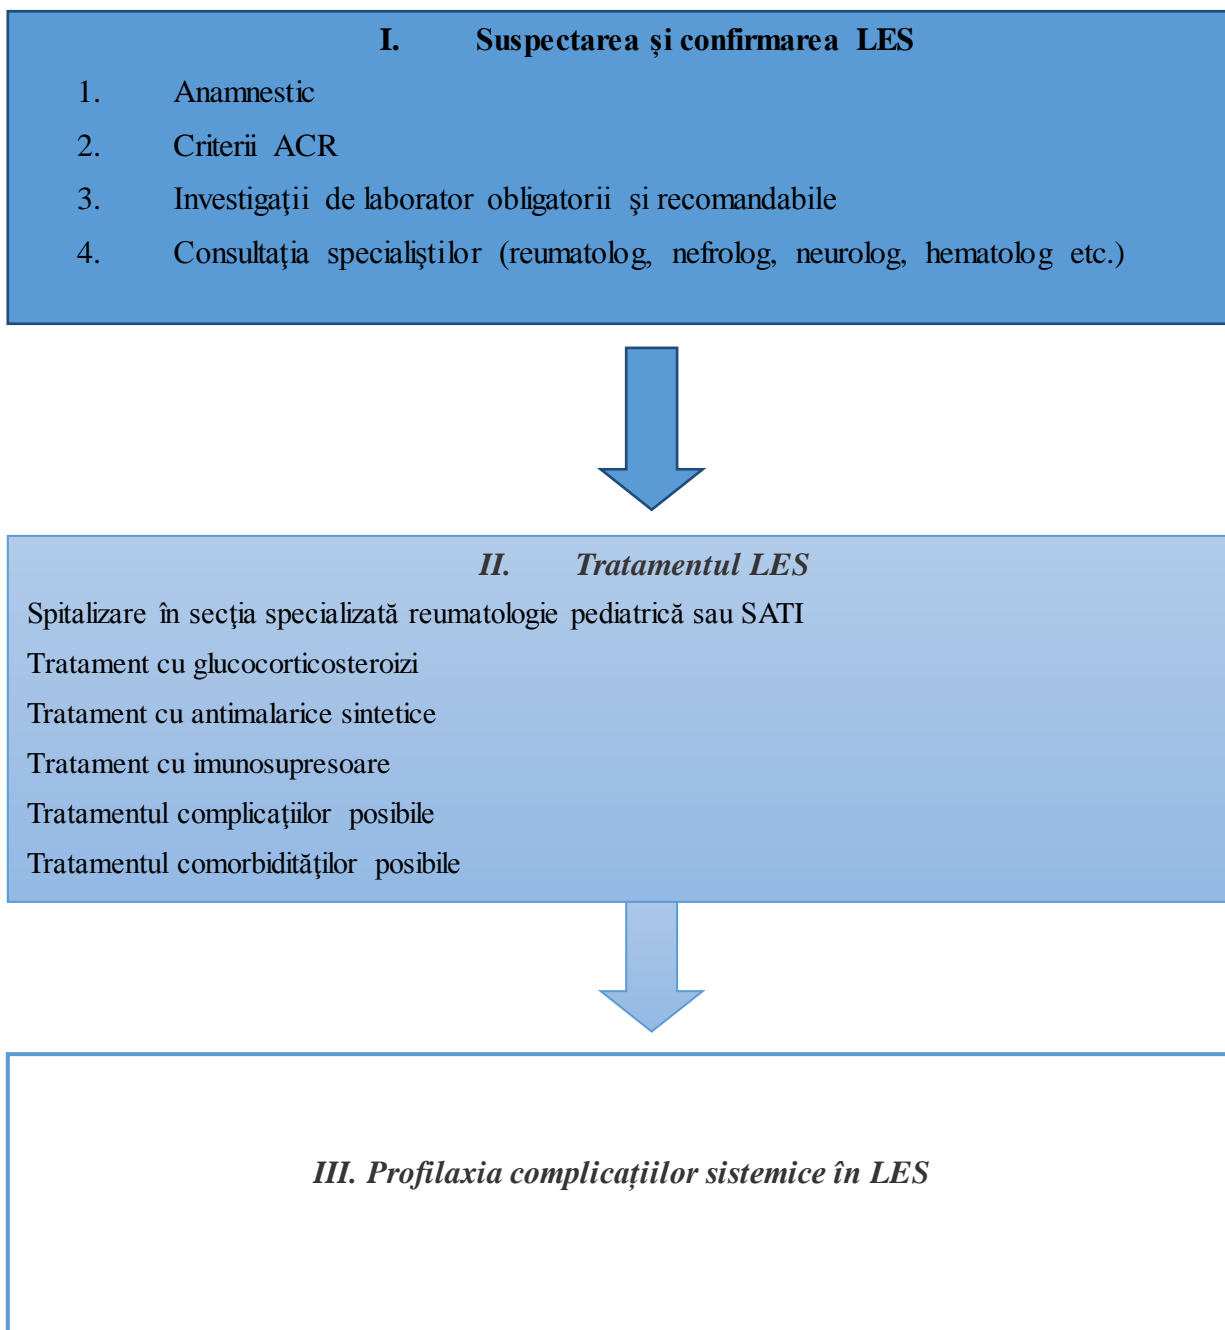 I. Suspectarea și confirmarea LES
1. Anamnestic
2. Criterii ACR
3. Investigaţii de laborator obligatorii şi recomandabile
4. Consultaţia specialiştilor (reumatolog, nefrolog, neurolog, hematolog etc.)
II. Tratamentul LES
Spitalizare în secţia specializată reumatologie pediatrică sau SATI
Tratament cu glucocorticosteroizi
Tratament cu antimalarice sintetice
Tratament cu imunosupresoare
Tratamentul complicaţiilor posibile
Tratamentul comorbidităţilor posibile
III. Profilaxia complicațiilor sistemice în LES